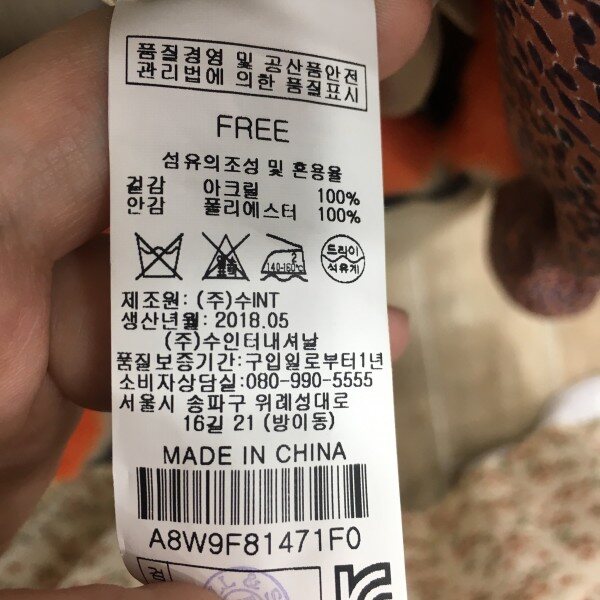 품질경영 및 공산품안전
관리법에 의한 품질표시
FREE
섬유의조성 및 혼용율
겉감 아크릴 100%
안감 폴리에스터 100%
2
140-160℃
드라이
석유계
제조원: (주)수INT
생산년월: 2018.05
(주)수인터내셔날
품질보증기간:구입일로부터1년
소비자상담실:080-990-5555
서울시 송파구 위례성대로
16길 21 (방이동)
MADE IN CHINA
A8W9F81471F0